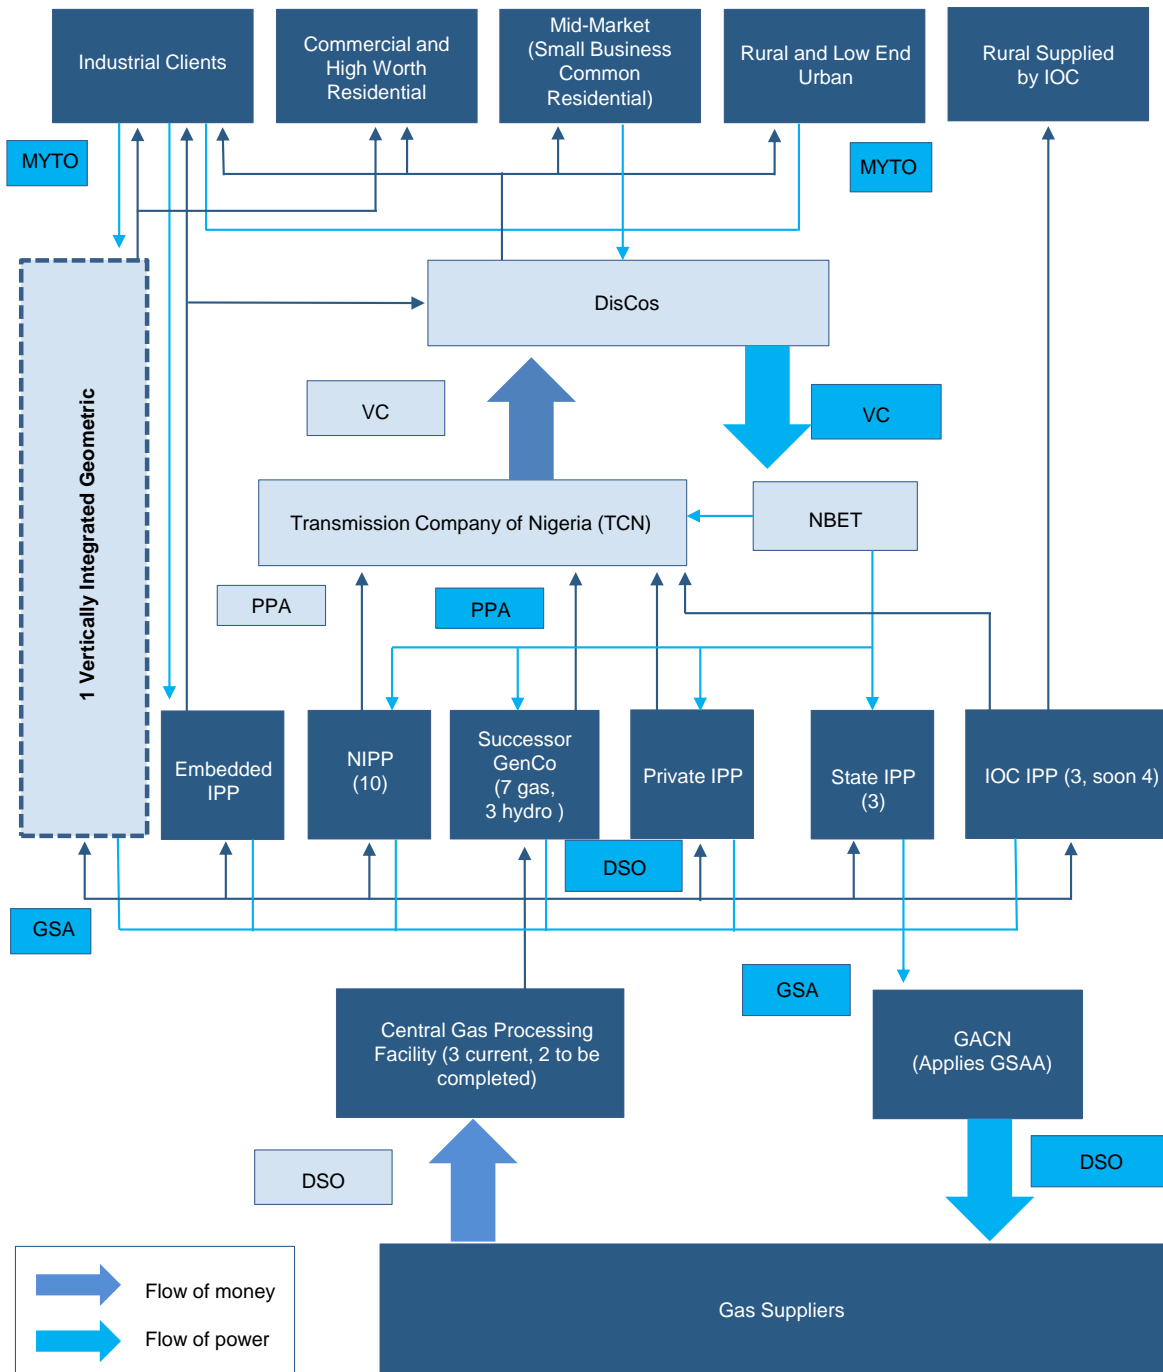 Industrial Clients
Commercial and
High Worth
Residential
Mid-Market
(Small Business
Common
Residential)
Rural and Low End
Urban
Rural Supplied
by IOC
MYTO
MYTO
DisCos
VC
VC
1 Vertically Integrated Geometric
Transmission Company of Nigeria (TCN)
NBET
PPA
PPA
Embedded
IPP
NIPP
(10)
Successor
GenCo
(7 gas,
3 hydro )
Private IPP
State IPP
(3)
IOC IPP (3, soon 4)
DSO
GSA
GSA
Central Gas Processing
Facility (3 current, 2 to be
completed)
GACN
(Applies GSAA)
DSO
DSO
Flow of money
Flow of power
Gas Suppliers